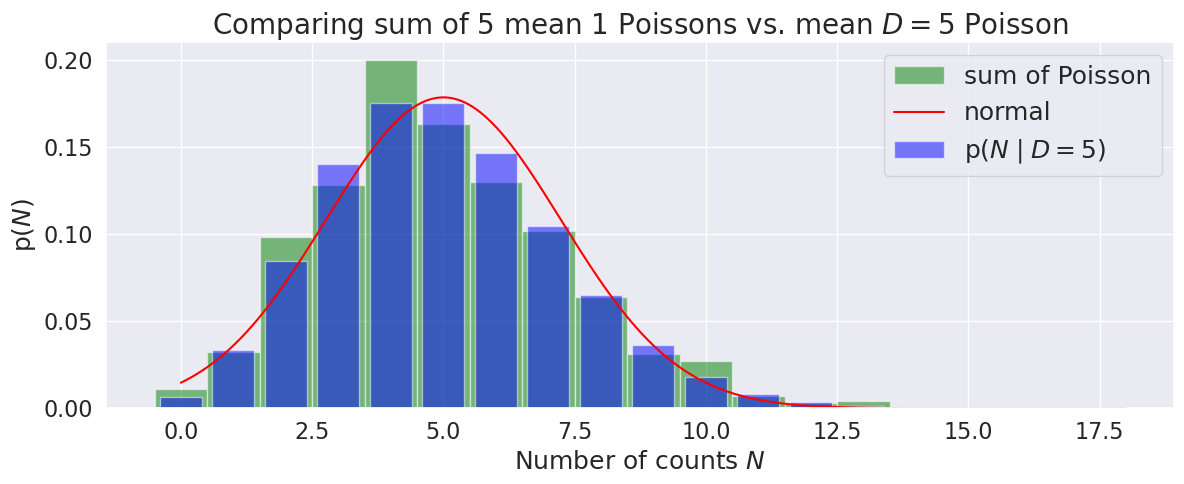 Comparing sum of 5 mean 1 Poissons vs. mean D = 5 Poisson
0.20
0.15
0.10
0.05
0.00
p(N)
sum of Poisson
normal
p(N | D = 5)
0.0 2.5 5.0 7.5 10.0 12.5 15.0 17.5
Number of counts N